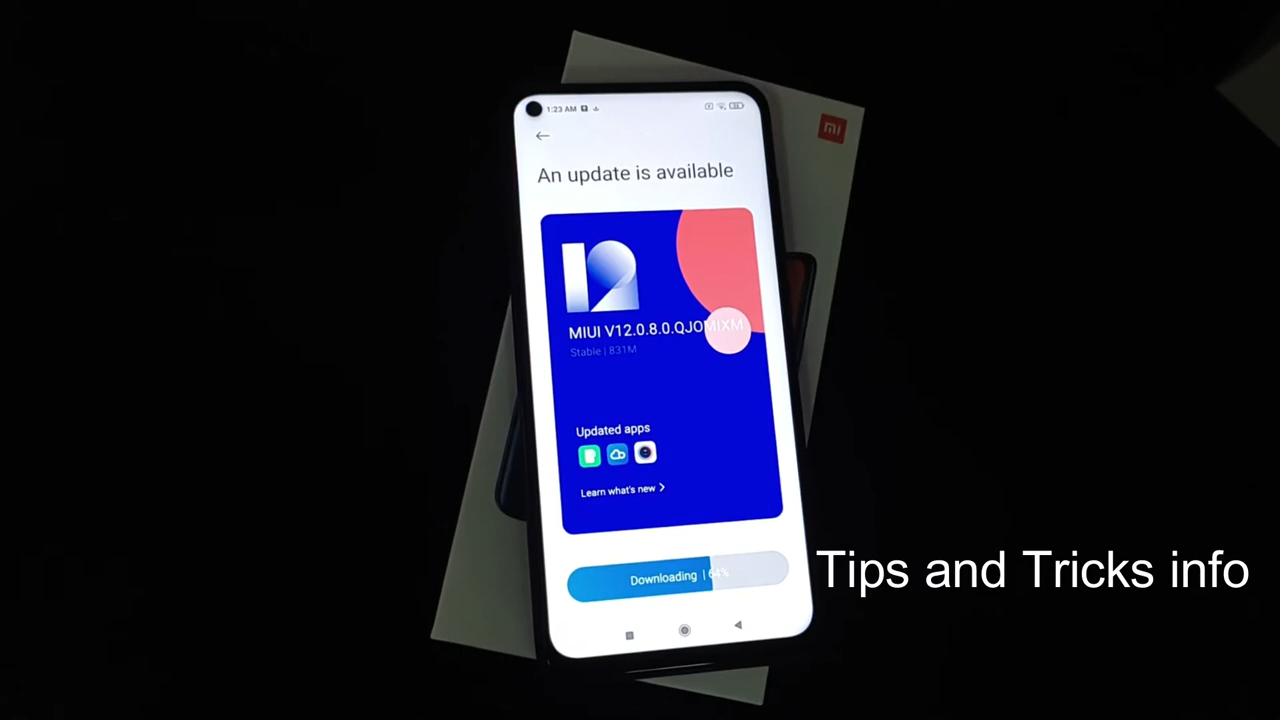 1:23 AM
mi
An update is available
12
MIUI V12.0.8.0.QJOMIXM
Stable | 831M
Updated apps
Learn what's new >
Downloading | 64%
Tips and Tricks info